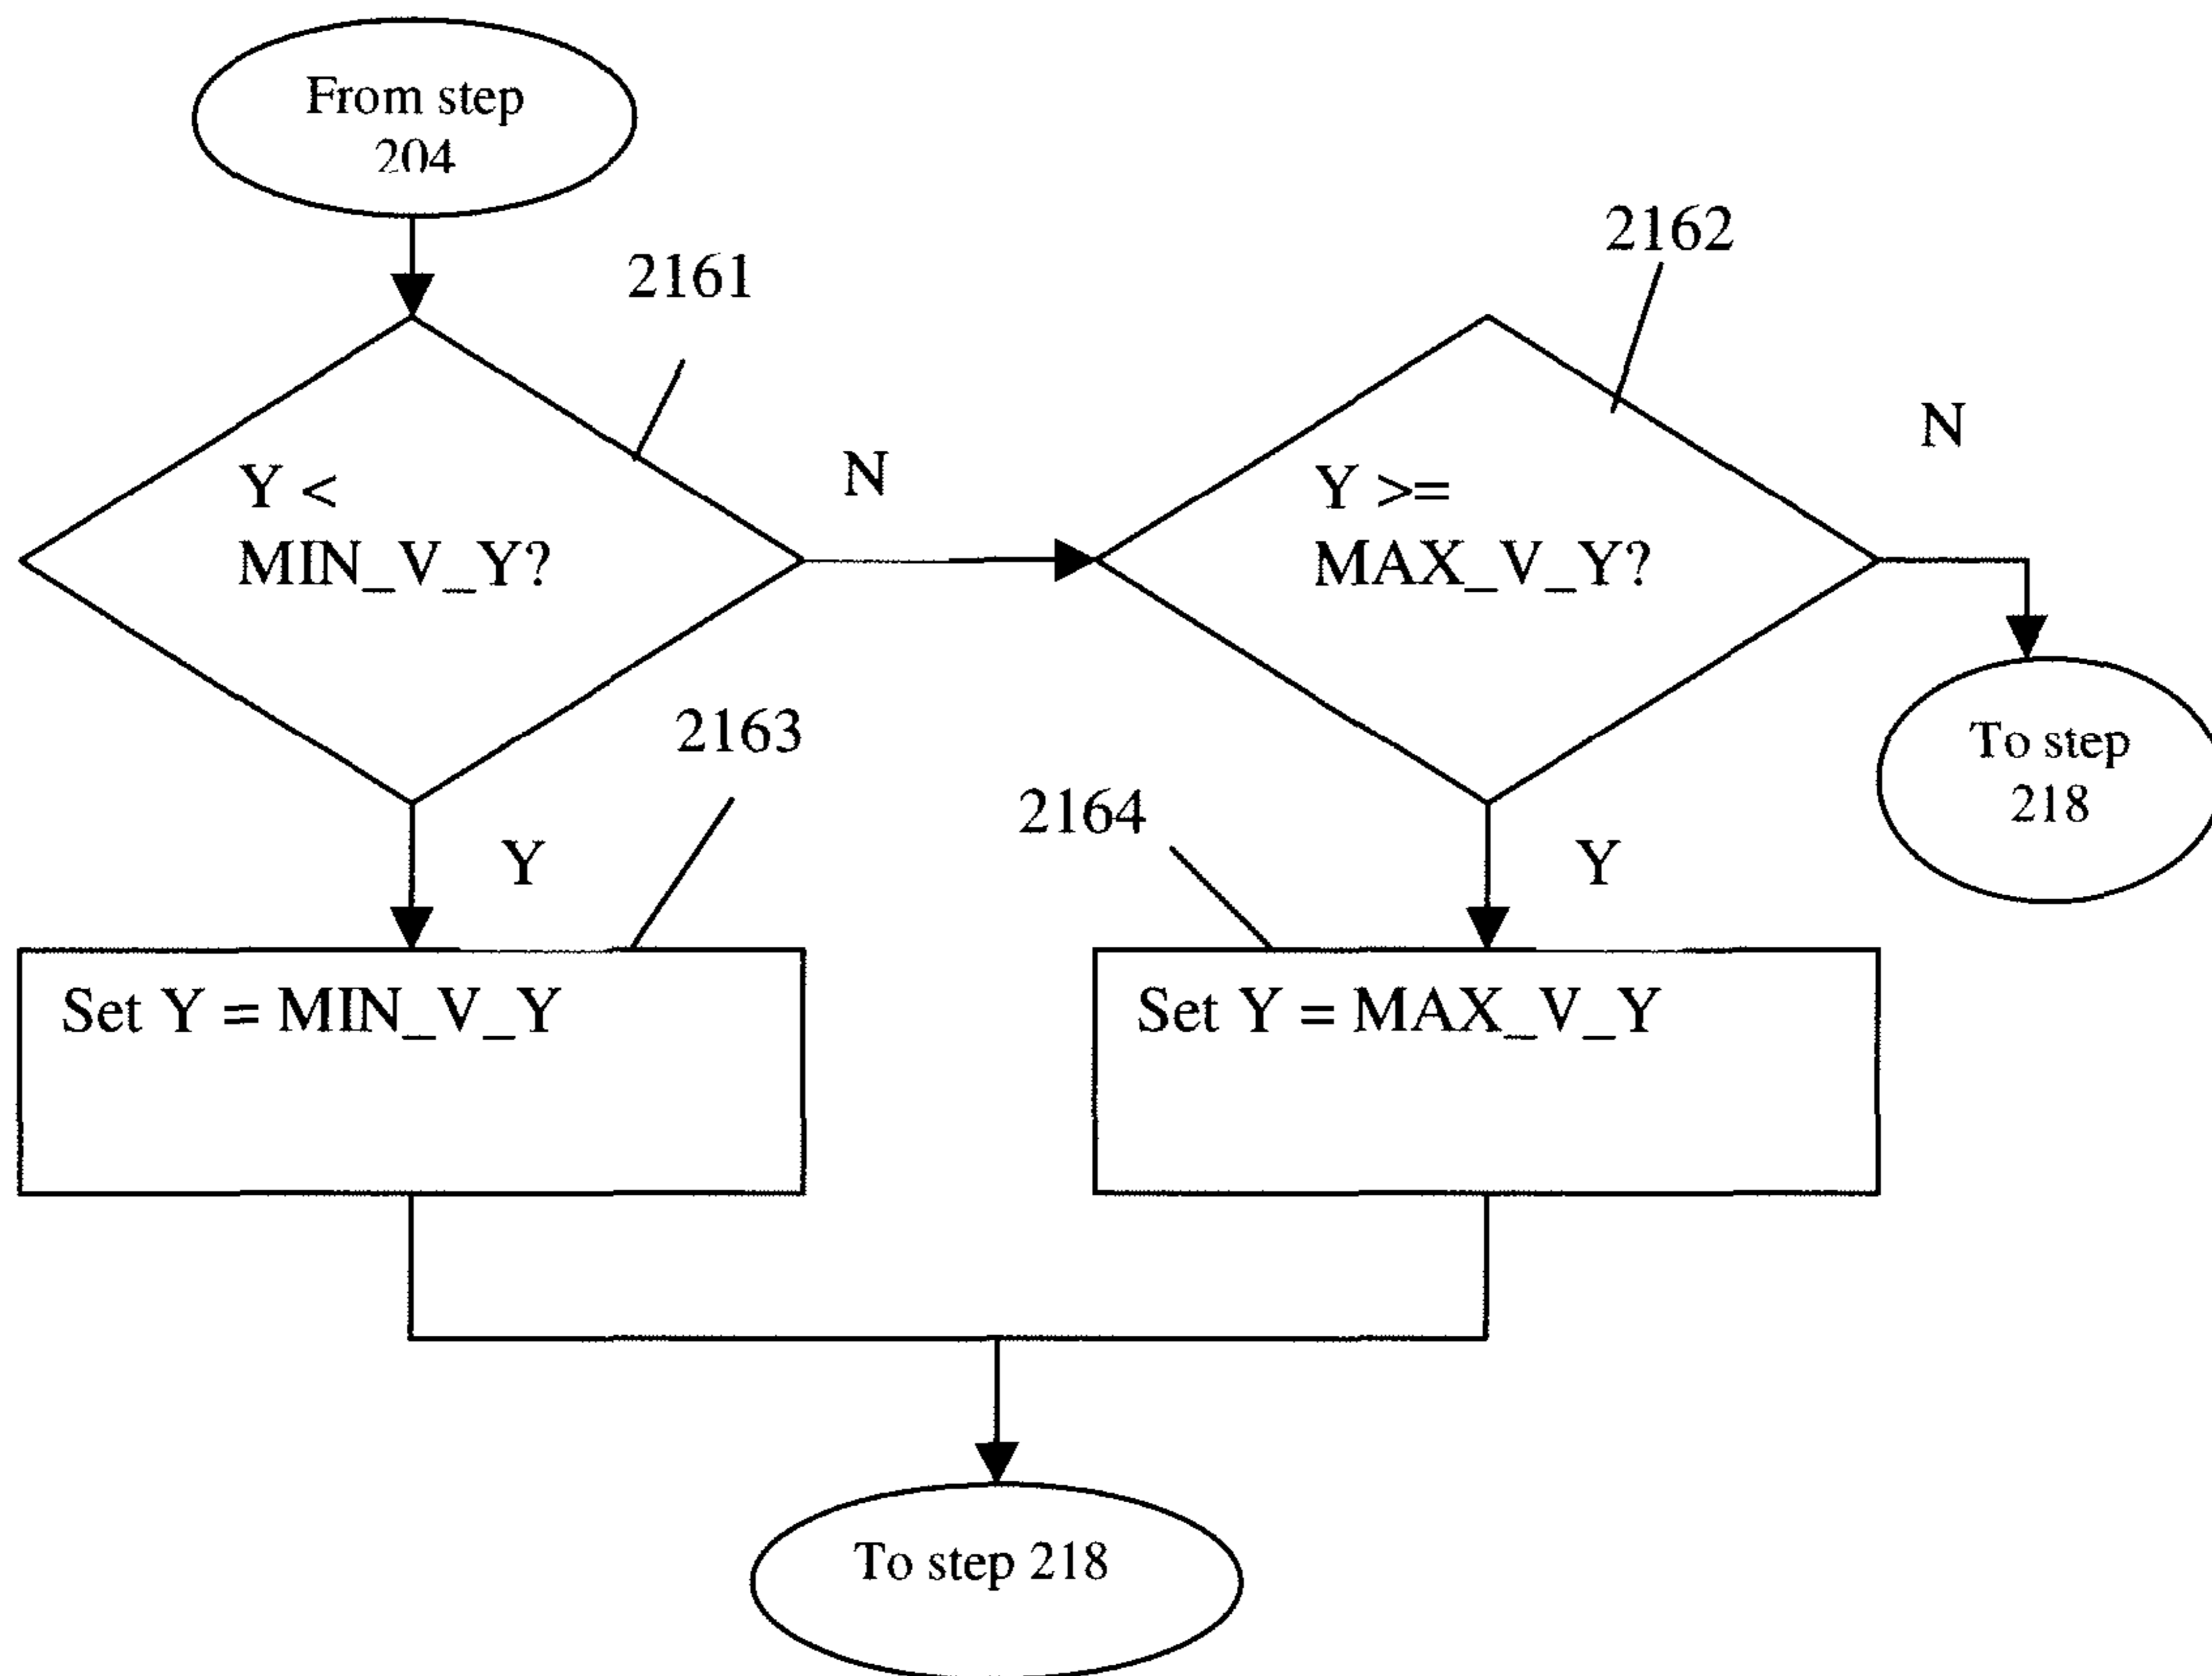 From step
204
2161
2162
Y <
MIN_V_Y?
N
Y >=
MAX_V_Y?
N
To step
218
2163
2164
Y
Y
Set Y = MIN_V_Y
Set Y = MAX_V_Y
To step 218